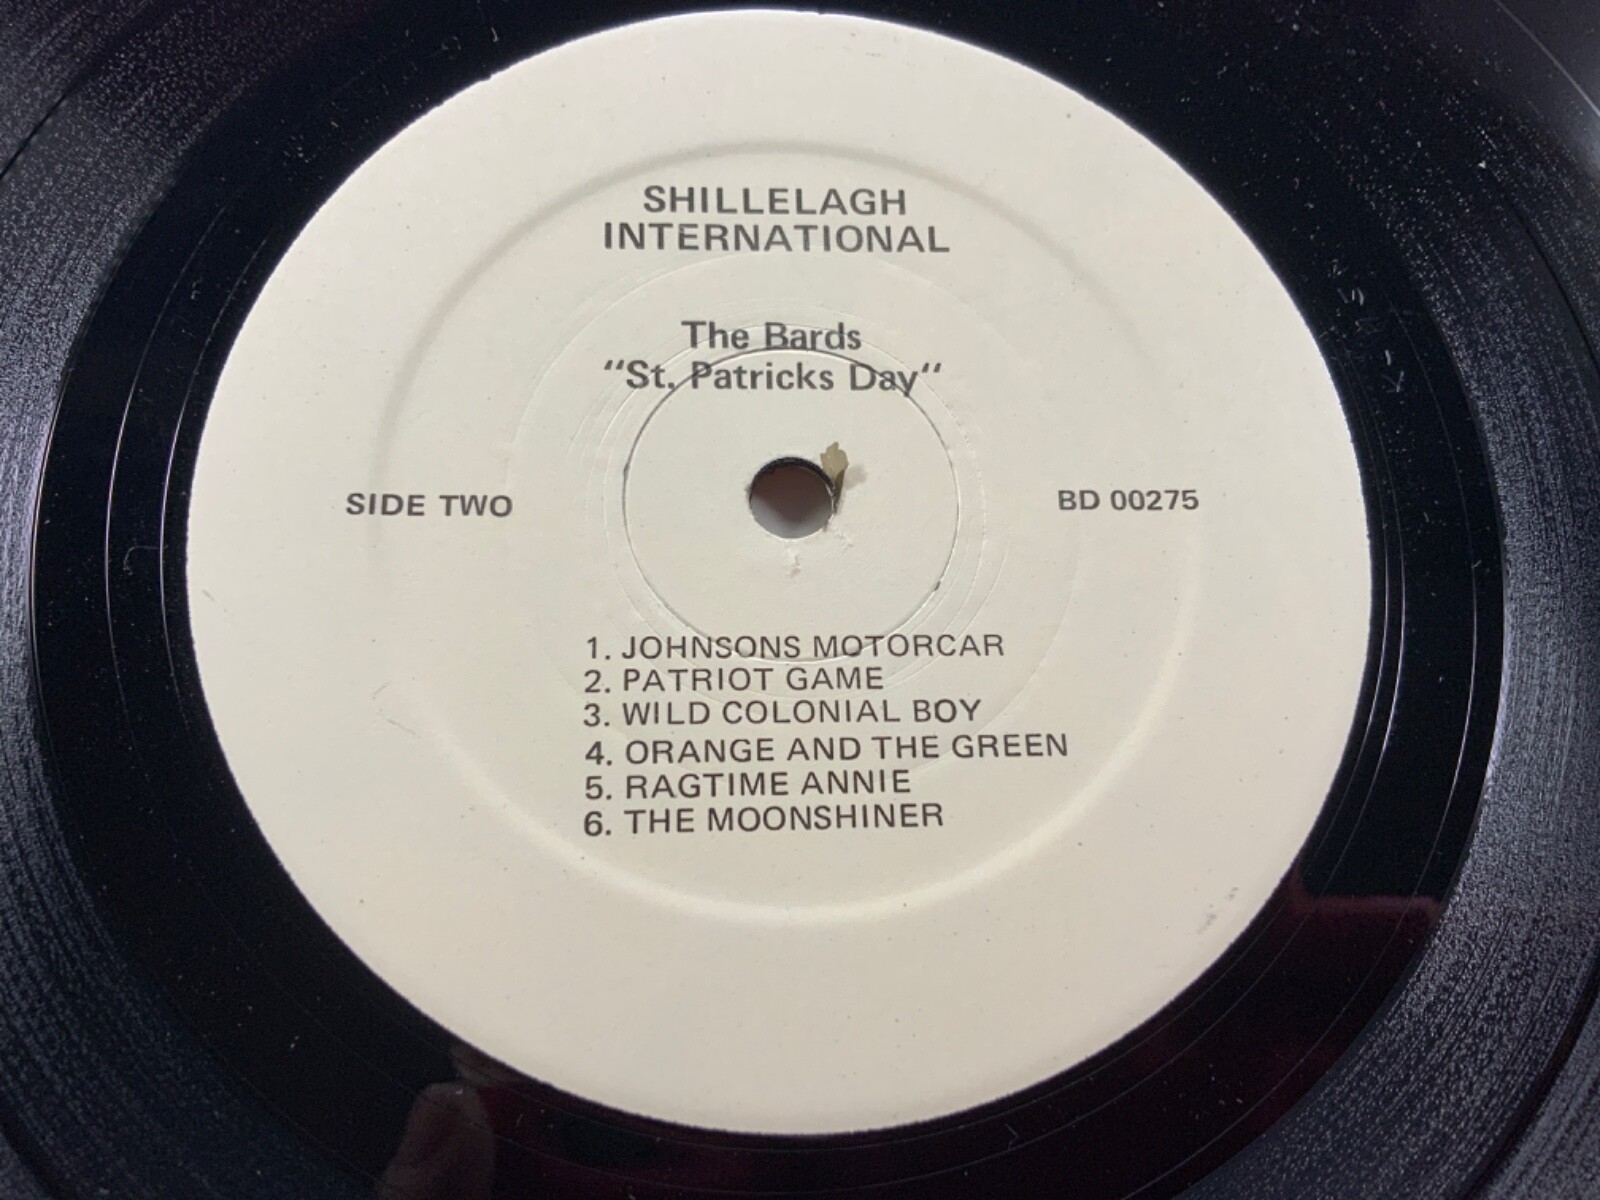 SHILLELAGH
INTERNATIONAL
The Bards
"St. Patricks Day"
SIDE TWO
BD 00275
1. JOHNSONS MOTORCAR
2. PATRIOT GAME
3. WILD COLONIAL BOY
4. ORANGE AND THE GREEN
5. RAGTIME ANNIE
6. THE MOONSHINER